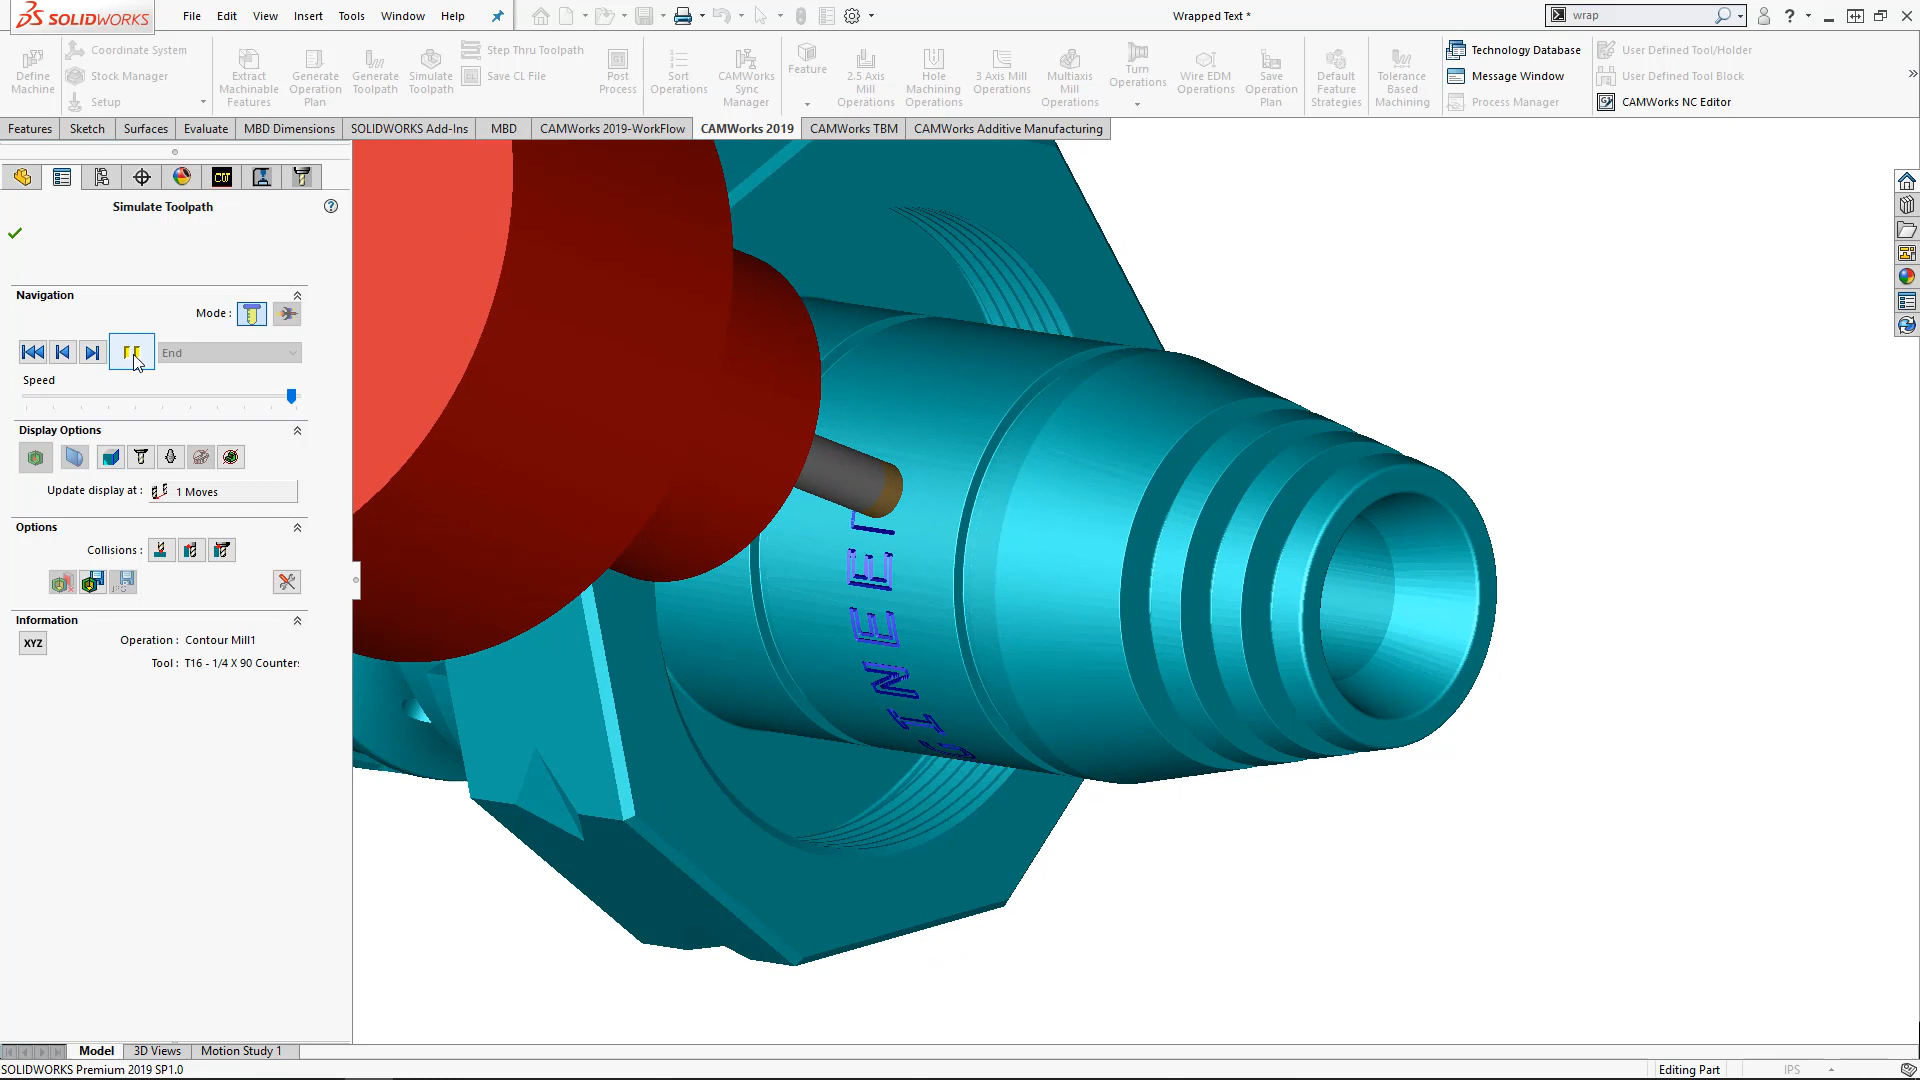 SOLIDWORKS
File Edit View Insert Tools Window Help
Wrapped Text *
wrap
Define Machine
Coordinate System
Stock Manager
Setup
Extract Machinable Features
Generate Operation Plan
Generate Toolpath
Simulate Toolpath
Step Thru Toolpath
Save CL File
Post Process
Sort Operations
CAMWorks Sync Manager
Feature
2.5 Axis Mill Operations
Hole Machining Operations
3 Axis Mill Operations
Multiaxis Mill Operations
Turn Operations
Wire EDM Operations
Save Operation Plan
Default Feature Strategies
Tolerance Based Machining
Technology Database
Message Window
Process Manager
User Defined Tool/Holder
User Defined Tool Block
CAMWorks NC Editor
Features Sketch Surfaces Evaluate MBD Dimensions SOLIDWORKS Add-Ins MBD CAMWorks 2019-WorkFlow CAMWorks 2019 CAMWorks TBM CAMWorks Additive Manufacturing
CW
Simulate Toolpath
Navigation
Mode :
End
Speed
Display Options
Update display at : 1 Moves
Options
Collisions :
Information
XYZ
Operation : Contour Mill1
Tool : T16 - 1/4 X 90 Counter:
INEE
Model 3D Views Motion Study 1
SOLIDWORKS Premium 2019 SP1.0
Editing Part
IPS